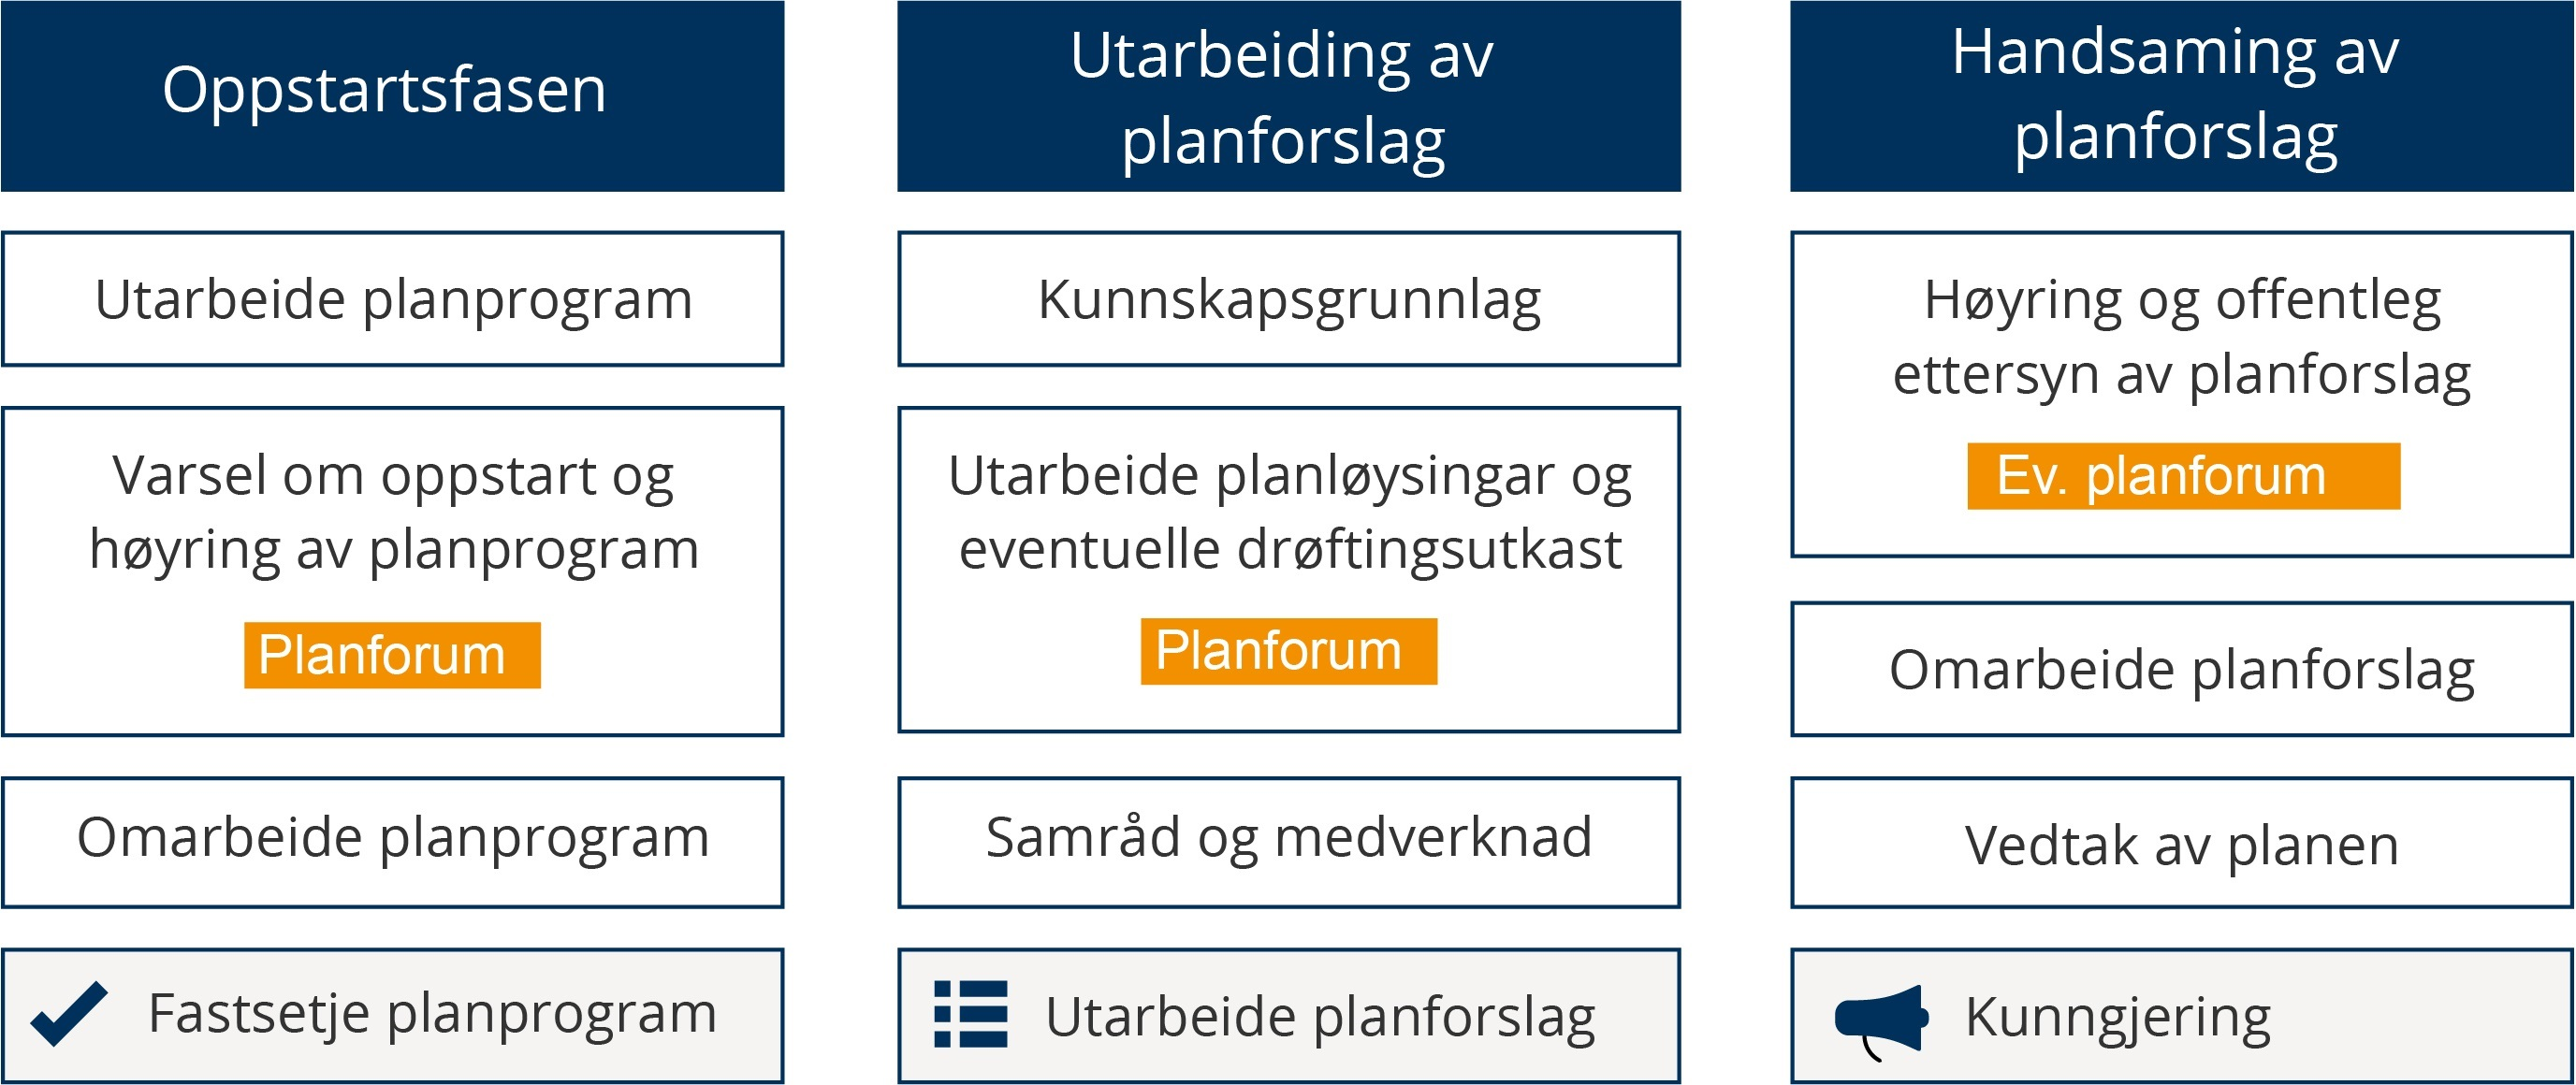 Oppstartsfasen
Utarbeide planprogram
Varsel om oppstart og
høyring av planprogram
Planforum
Omarbeide planprogram
Fastsetje planprogram
Utarbeiding av
planforslag
Kunnskapsgrunnlag
Utarbeide planløysingar og
eventuelle drøftingsutkast
Planforum
Samråd og medverknad
Utarbeide planforslag
Handsaming av
planforslag
Høyring og offentleg
ettersyn av planforslag
Ev. planforum
Omarbeide planforslag
Vedtak av planen
Kunngjering